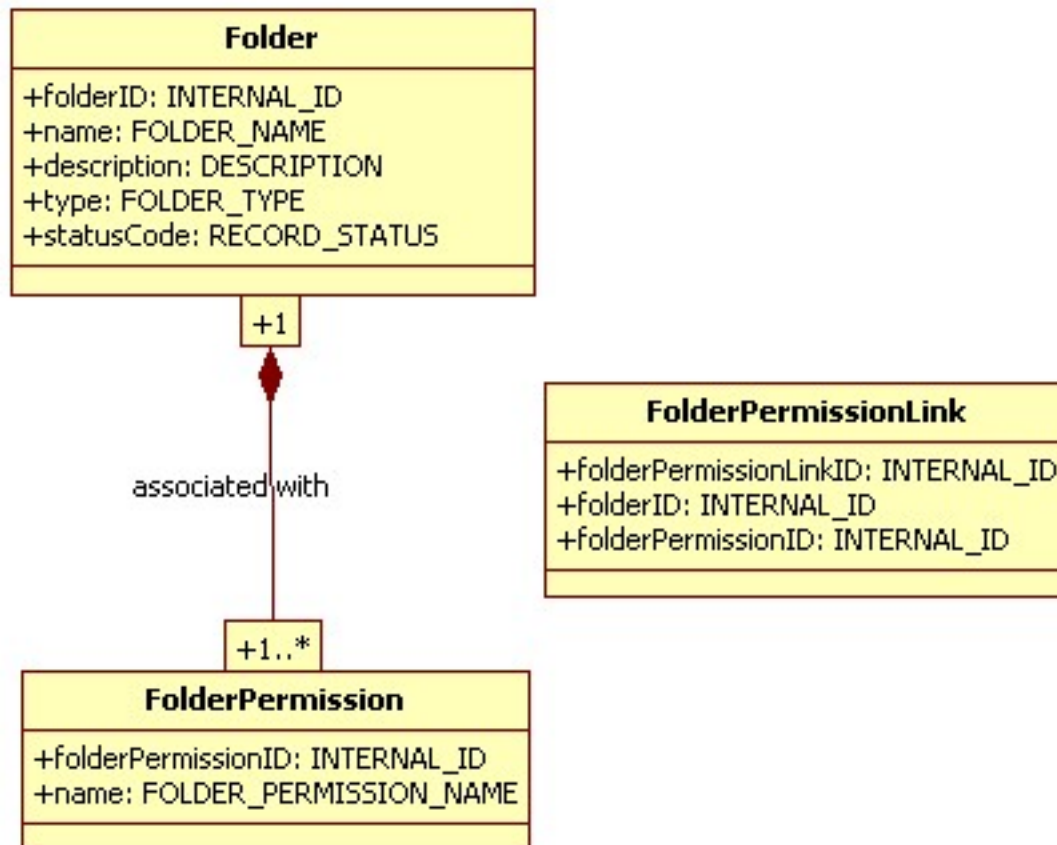 Folder
+folderID: INTERNAL_ID
+name: FOLDER_NAME
+description: DESCRIPTION
+type: FOLDER_TYPE
+statusCode: RECORD_STATUS
+1
associated with
+1..*
FolderPermission
+folderPermissionID: INTERNAL_ID
+name: FOLDER_PERMISSION_NAME
FolderPermissionLink
+folderPermissionLinkID: INTERNAL_ID
+folderID: INTERNAL_ID
+folderPermissionID: INTERNAL_ID